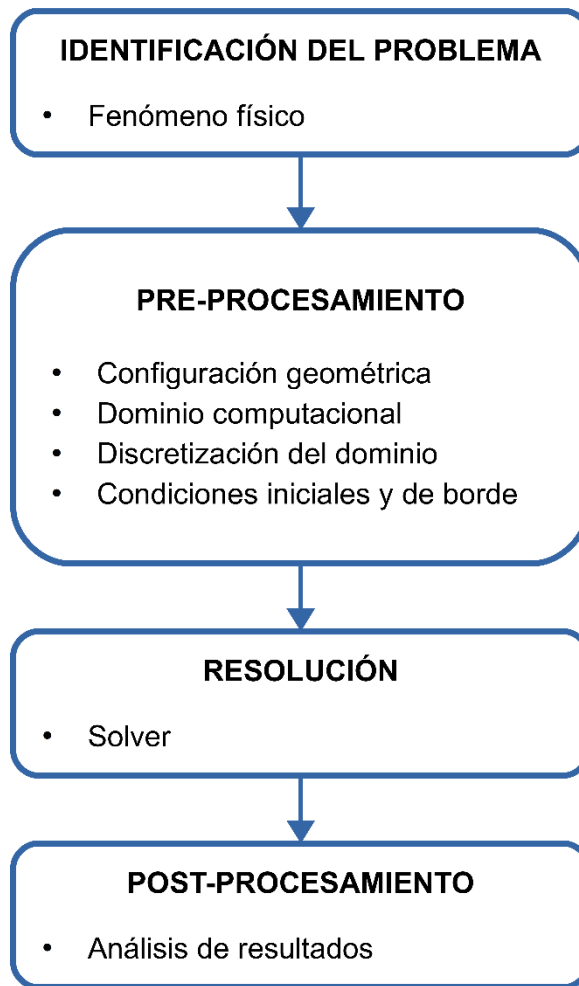 IDENTIFICACIÓN DEL PROBLEMA
• Fenómeno físico
PRE-PROCESAMIENTO
• Configuración geométrica
• Dominio computacional
• Discretización del dominio
• Condiciones iniciales y de borde
RESOLUCIÓN
• Solver
POST-PROCESAMIENTO
• Análisis de resultados